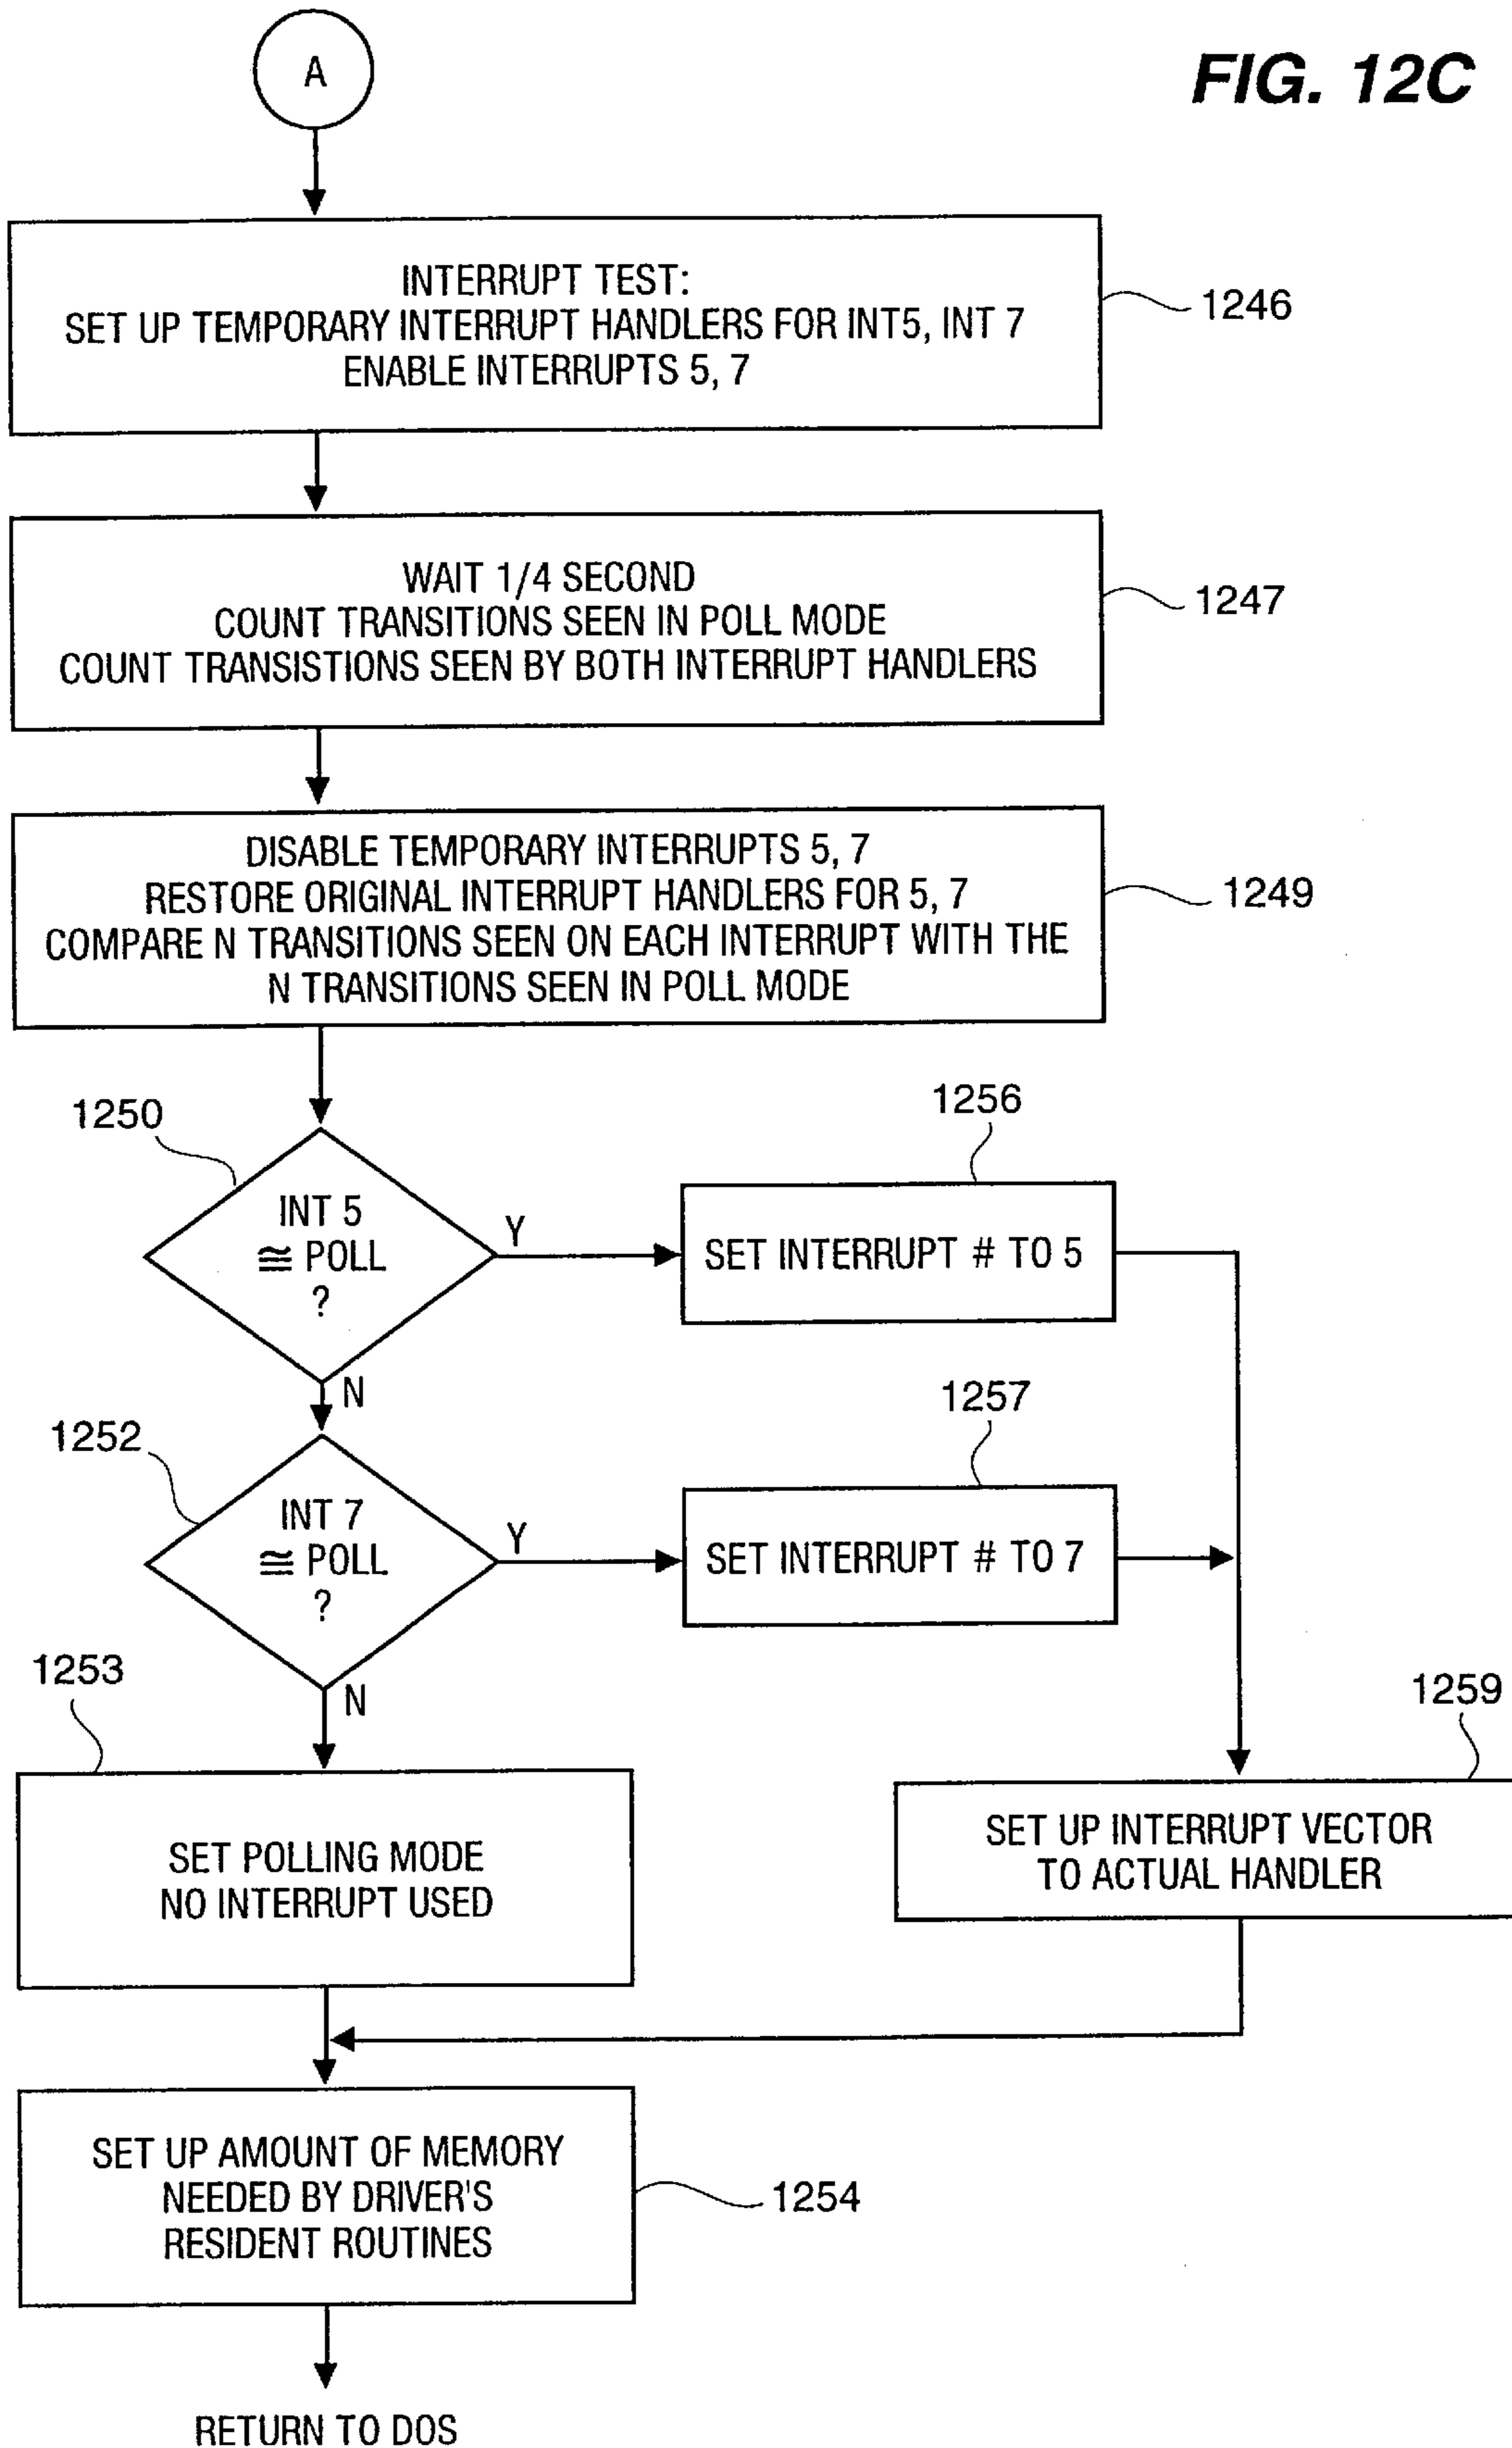 FIG. 12C
A
INTERRUPT TEST:
SET UP TEMPORARY INTERRUPT HANDLERS FOR INT5, INT 7
ENABLE INTERRUPTS 5, 7
1246
WAIT 1/4 SECOND
COUNT TRANSITIONS SEEN IN POLL MODE
COUNT TRANSISTIONS SEEN BY BOTH INTERRUPT HANDLERS
1247
DISABLE TEMPORARY INTERRUPTS 5, 7
RESTORE ORIGINAL INTERRUPT HANDLERS FOR 5, 7
COMPARE N TRANSITIONS SEEN ON EACH INTERRUPT WITH THE
N TRANSITIONS SEEN IN POLL MODE
1249
1250
INT 5
≅ POLL
?
Y
N
1256
SET INTERRUPT # TO 5
1252
INT 7
≅ POLL
?
Y
N
1257
SET INTERRUPT # TO 7
1253
SET POLLING MODE
NO INTERRUPT USED
1259
SET UP INTERRUPT VECTOR
TO ACTUAL HANDLER
SET UP AMOUNT OF MEMORY
NEEDED BY DRIVER'S
RESIDENT ROUTINES
1254
RETURN TO DOS